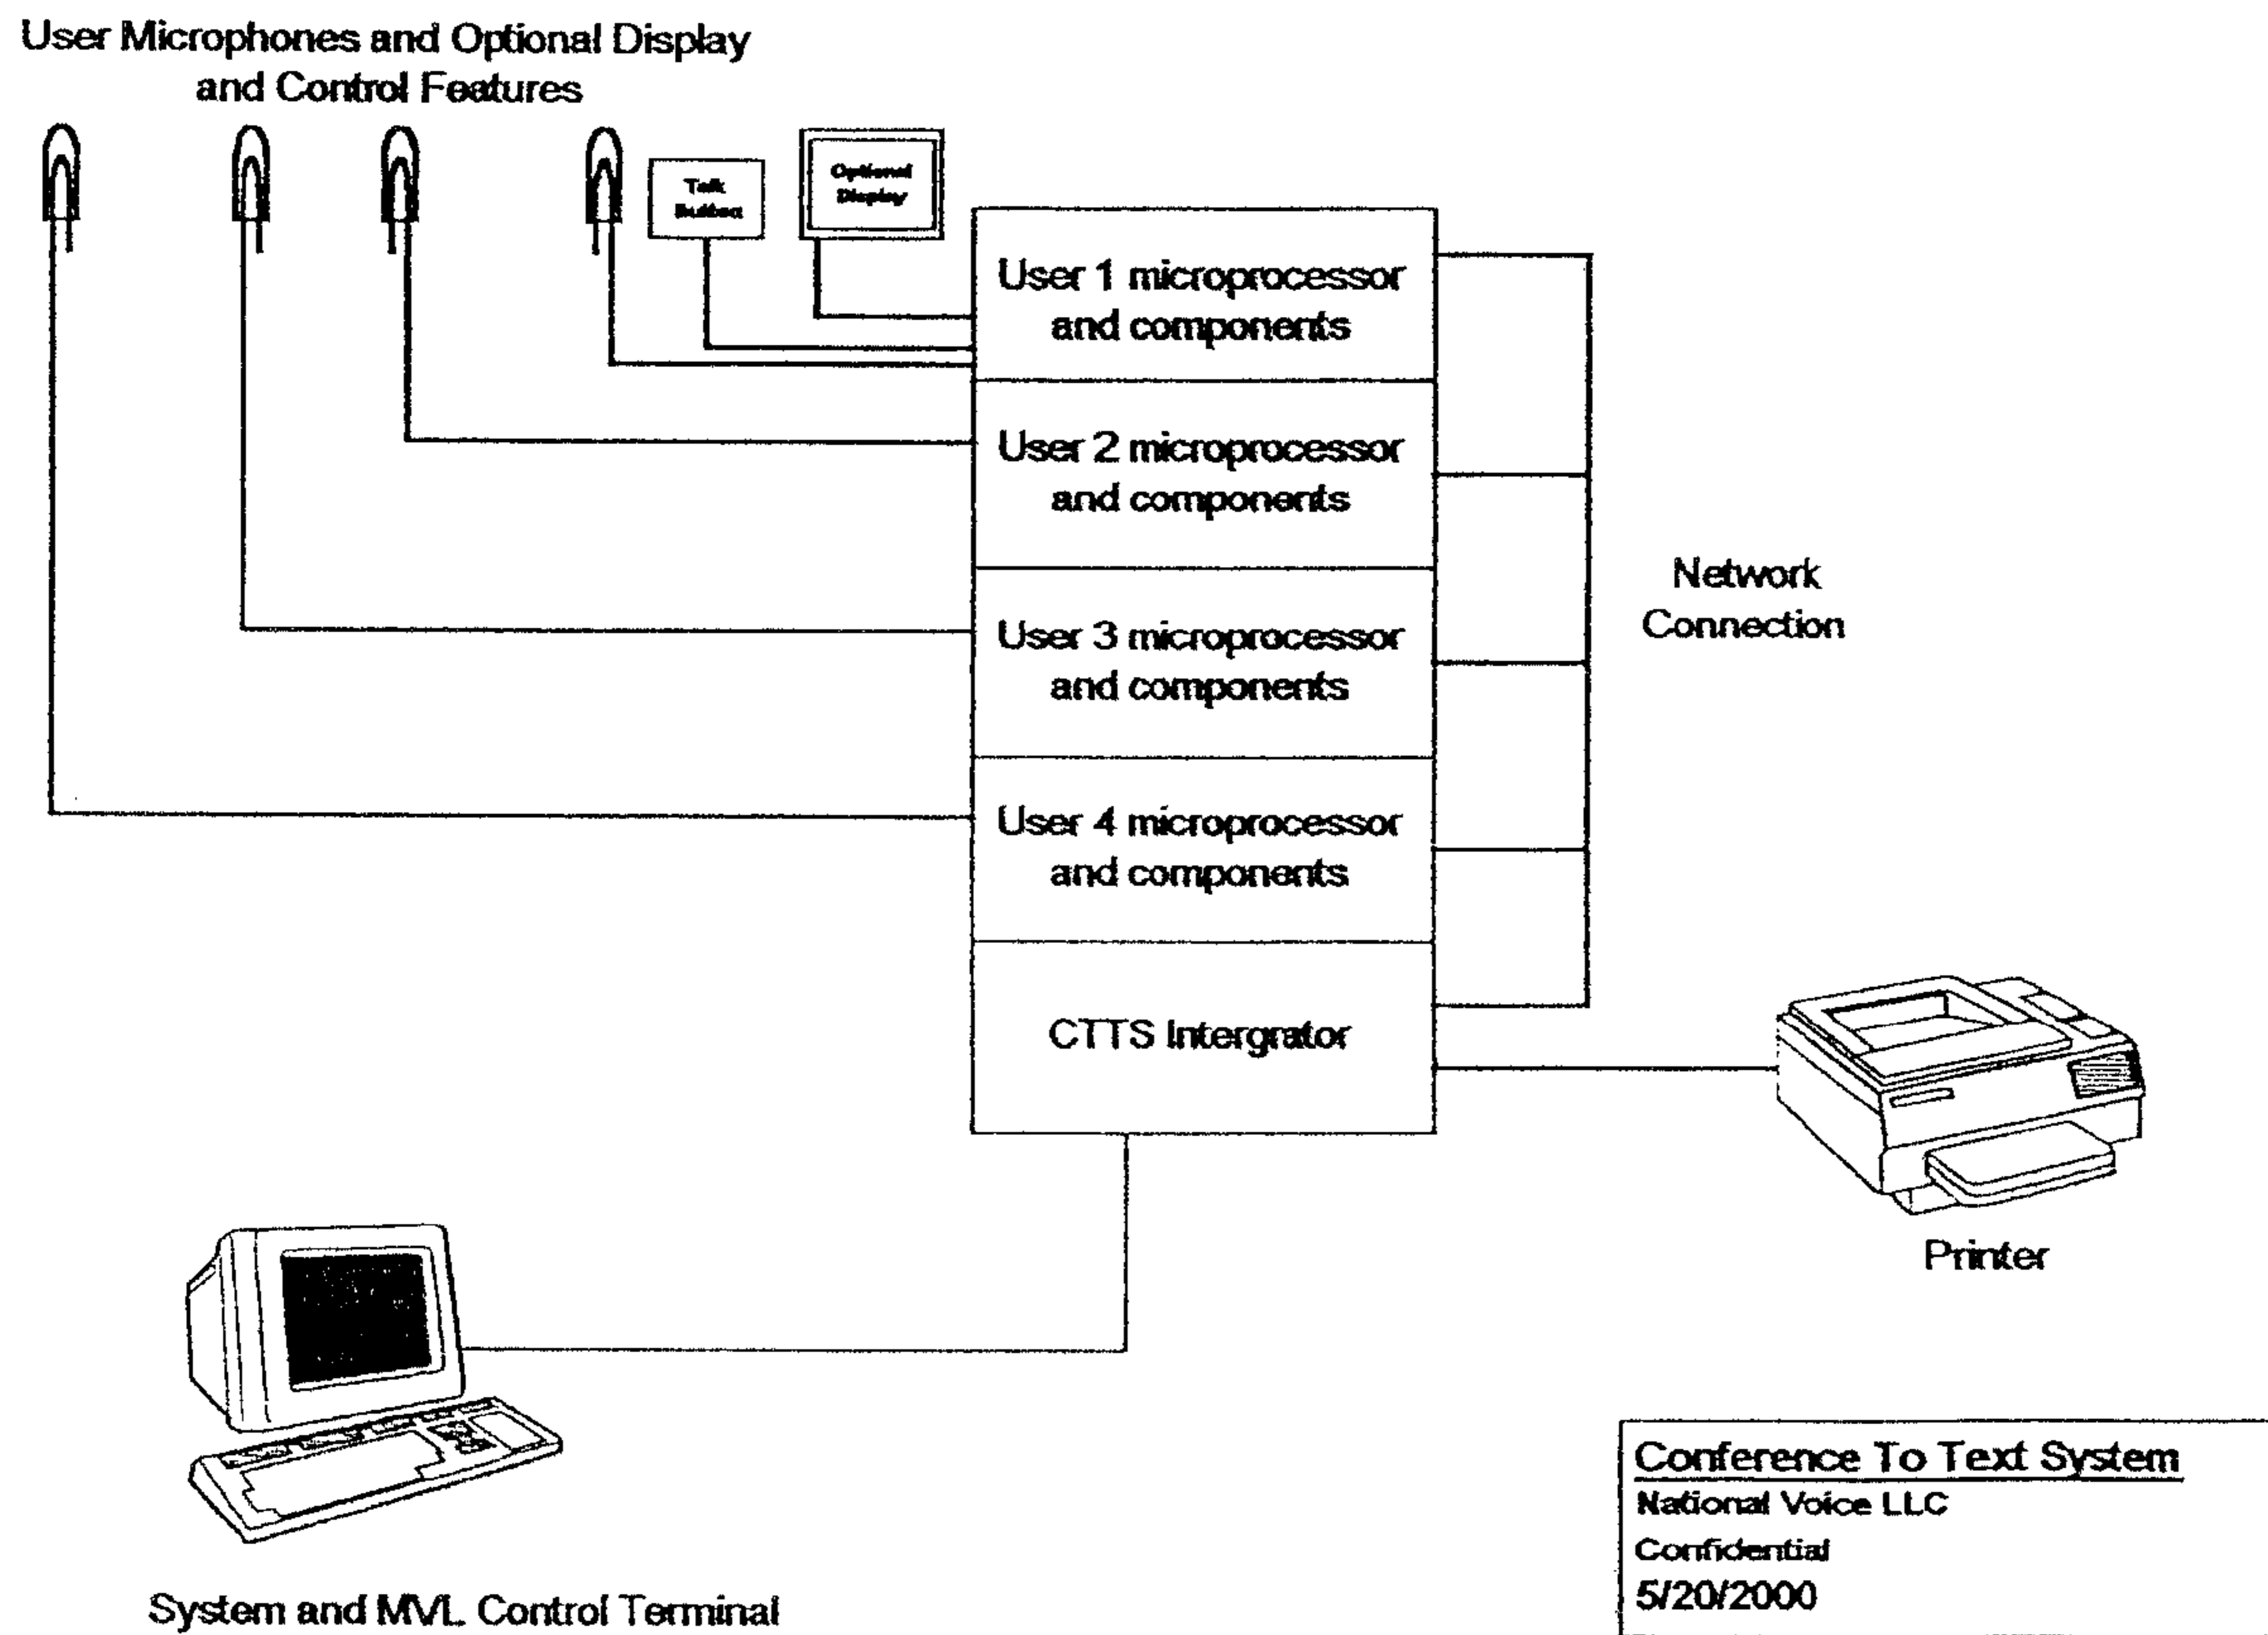 User Microphones and Optional Display
and Control Features
Talk
Button
Optional
Display
User 1 microprocessor
and components
User 2 microprocessor
and components
User 3 microprocessor
and components
User 4 microprocessor
and components
CTTS Intergrator
Network
Connection
Printer
System and MVL Control Terminal
Conference To Text System
National Voice LLC
Confidential
5/20/2000